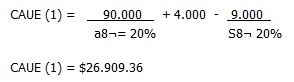 CAUE (1) = 90.000 + 4.000 - 9.000
a8¬= 20% S8¬ 20%
CAUE (1) = $26.909.36